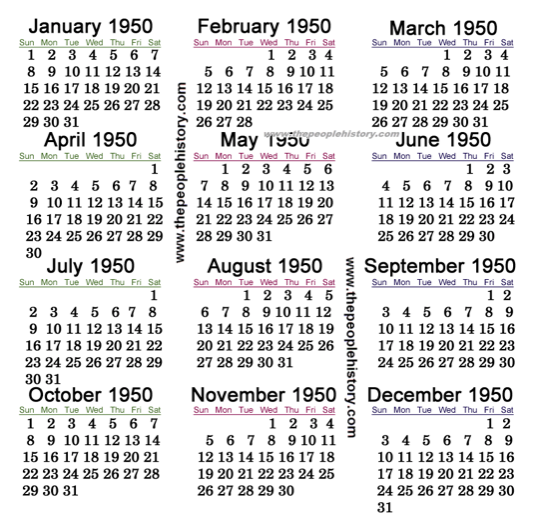 January 1950
Sun Mon Tue Wed Thu Fri Sat
1 2 3 4 5 6 7
8 9 10 11 12 13 14
15 16 17 18 19 20 21
22 23 24 25 26 27 28
29 30 31
February 1950
Sun Mon Tue Wed Thu Fri Sat
1 2 3 4
5 6 7 8 9 10 11
12 13 14 15 16 17 18
19 20 21 22 23 24 25
26 27 28
March 1950
Sun Mon Tue Wed Thu Fri Sat
1 2 3 4
5 6 7 8 9 10 11
12 13 14 15 16 17 18
19 20 21 22 23 24 25
26 27 28 29 30 31
www.thepeoplehistory.com
www.thepeoplehistory.com
April 1950
Sun Mon Tue Wed Thu Fri Sat
1
2 3 4 5 6 7 8
9 10 11 12 13 14 15
16 17 18 19 20 21 22
23 24 25 26 27 28 29
30
May 1950
Sun Mon Tue Wed Thu Fri Sat
1 2 3 4 5 6
7 8 9 10 11 12 13
14 15 16 17 18 19 20
21 22 23 24 25 26 27
28 29 30 31
June 1950
Sun Mon Tue Wed Thu Fri Sat
1 2 3
4 5 6 7 8 9 10
11 12 13 14 15 16 17
18 19 20 21 22 23 24
25 26 27 28 29 30
July 1950
Sun Mon Tue Wed Thu Fri Sat
1
2 3 4 5 6 7 8
9 10 11 12 13 14 15
16 17 18 19 20 21 22
23 24 25 26 27 28 29
30 31
August 1950
Sun Mon Tue Wed Thu Fri Sat
1 2 3 4 5
6 7 8 9 10 11 12
13 14 15 16 17 18 19
20 21 22 23 24 25 26
27 28 29 30 31
www.thepeoplehistory.com
September 1950
Sun Mon Tue Wed Thu Fri Sat
1 2
3 4 5 6 7 8 9
10 11 12 13 14 15 16
17 18 19 20 21 22 23
24 25 26 27 28 29 30
October 1950
Sun Mon Tue Wed Thu Fri Sat
1 2 3 4 5 6 7
8 9 10 11 12 13 14
15 16 17 18 19 20 21
22 23 24 25 26 27 28
29 30 31
November 1950
Sun Mon Tue Wed Thu Fri Sat
1 2 3 4
5 6 7 8 9 10 11
12 13 14 15 16 17 18
19 20 21 22 23 24 25
26 27 28 29 30
December 1950
Sun Mon Tue Wed Thu Fri Sat
1 2
3 4 5 6 7 8 9
10 11 12 13 14 15 16
17 18 19 20 21 22 23
24 25 26 27 28 29 30
31